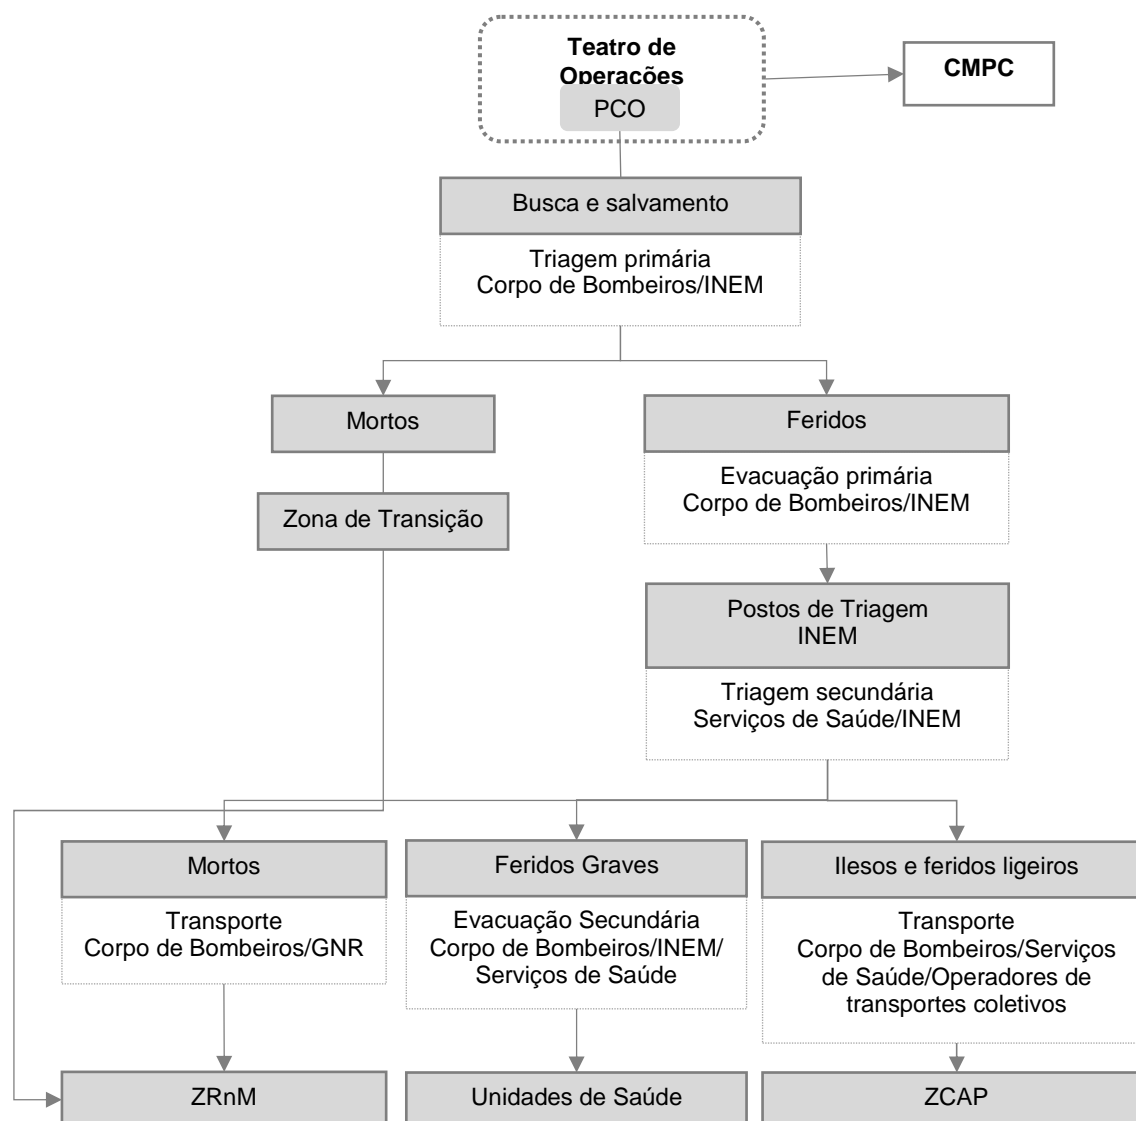 Teatro de
Operações
PCO
CMPC
Busca e salvamento
Triagem primária
Corpo de Bombeiros/INEM
Mortos
Feridos
Evacuação primária
Corpo de Bombeiros/INEM
Zona de Transição
Postos de Triagem
INEM
Triagem secundária
Serviços de Saúde/INEM
Mortos
Transporte
Corpo de Bombeiros/GNR
Feridos Graves
Evacuação Secundária
Corpo de Bombeiros/INEM/
Serviços de Saúde
Ilesos e feridos ligeiros
Transporte
Corpo de Bombeiros/Serviços
de Saúde/Operadores de
transportes coletivos
ZRnM
Unidades de Saúde
ZCAP